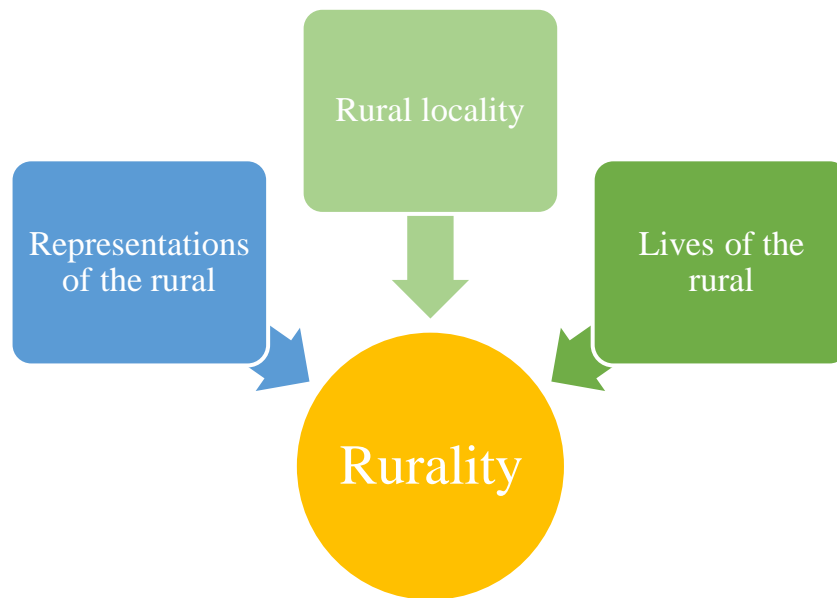 Rural locality
Representations
of the rural
Lives of the
rural
Rurality